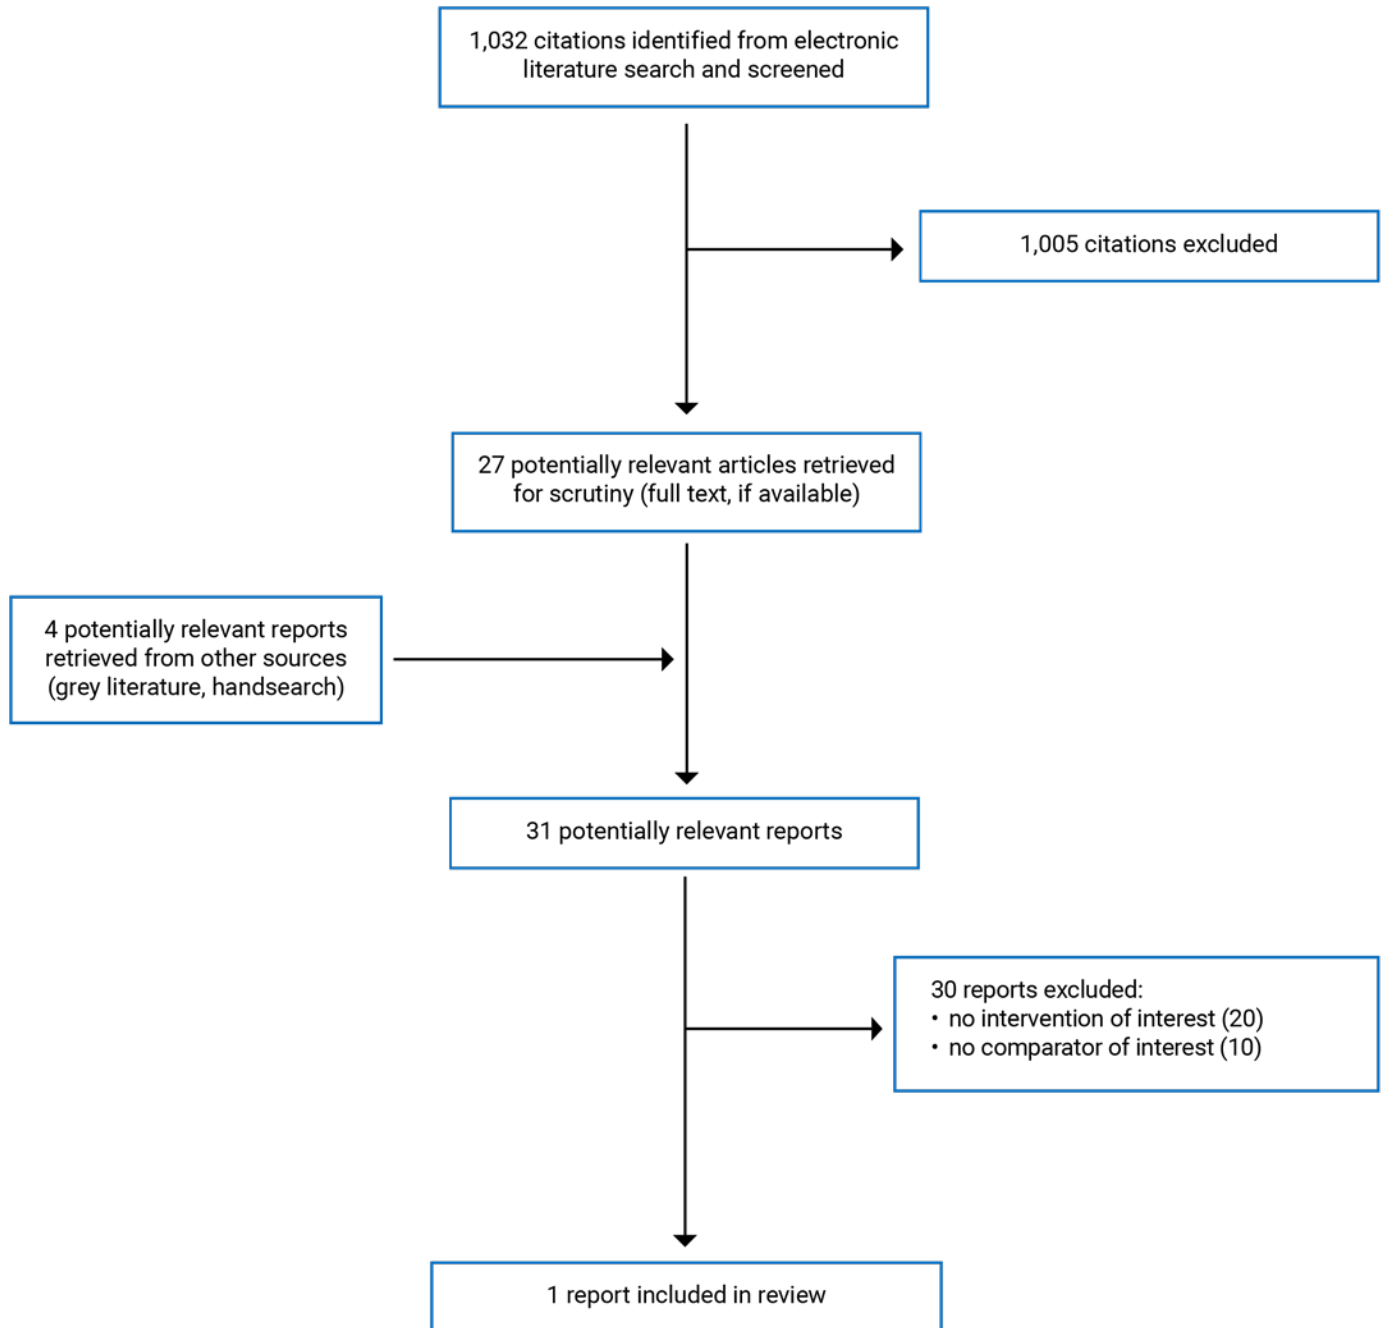 1,032 citations identified from electronic
literature search and screened
1,005 citations excluded
27 potentially relevant articles retrieved
for scrutiny (full text, if available)
4 potentially relevant reports
retrieved from other sources
(grey literature, handsearch)
31 potentially relevant reports
30 reports excluded:
• no intervention of interest (20)
• no comparator of interest (10)
1 report included in review